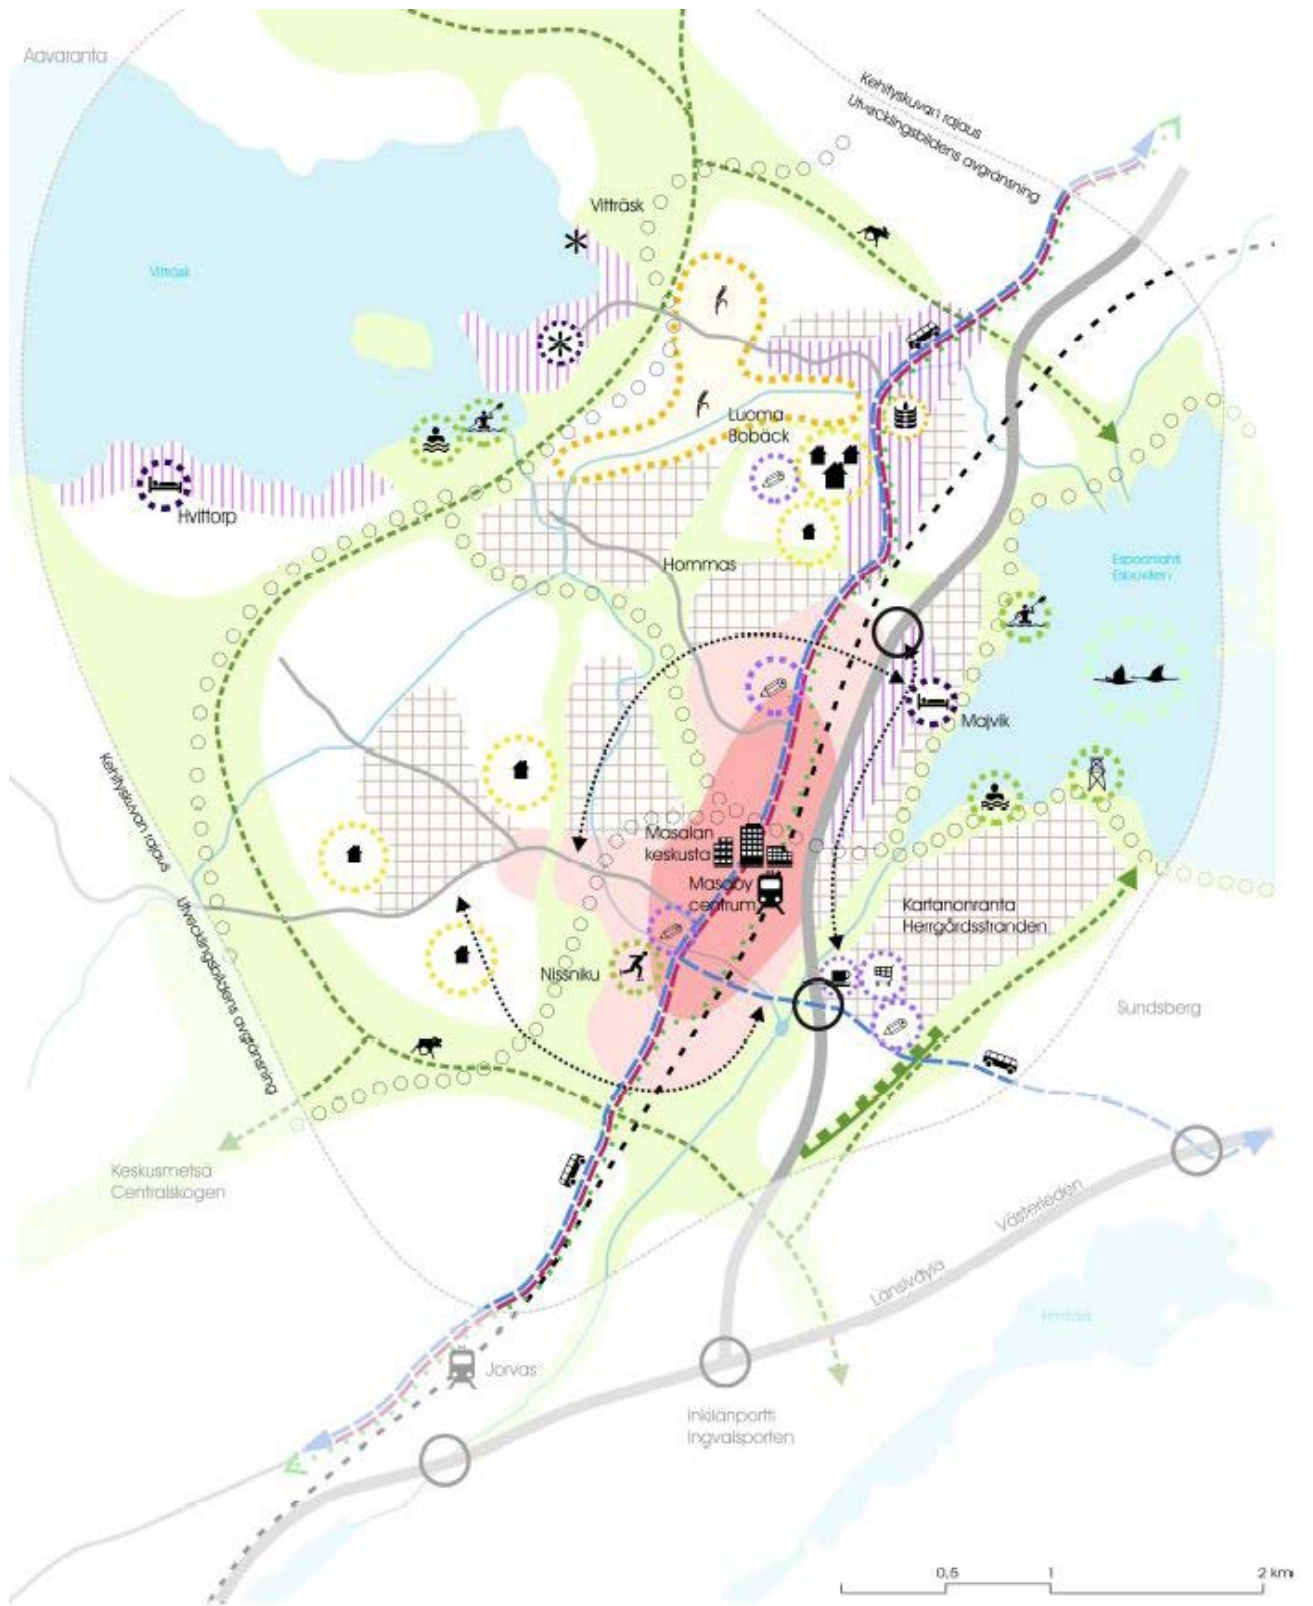 Aavaranta
Kehityskuvan rajaus
Utvecklingsbildens avgränsning
Vitträsk
Vitträsk
Luoma
Bobäck
Hvittorp
Hommas
Espoonlahti
Esboviken
Majvik
Kehityskuvan rajaus
Utvecklingsbildens avgränsning
Masalan
keskusta
Masaby
centrum
Kartanonranta
Herrgårdsstranden
Nissniku
Sundsberg
Keskusmetsä
Centralskogen
Västerleden
Länsiväylä
Jorvas
Inkilänportti
Ingvalsporten
0,5
1
2 km